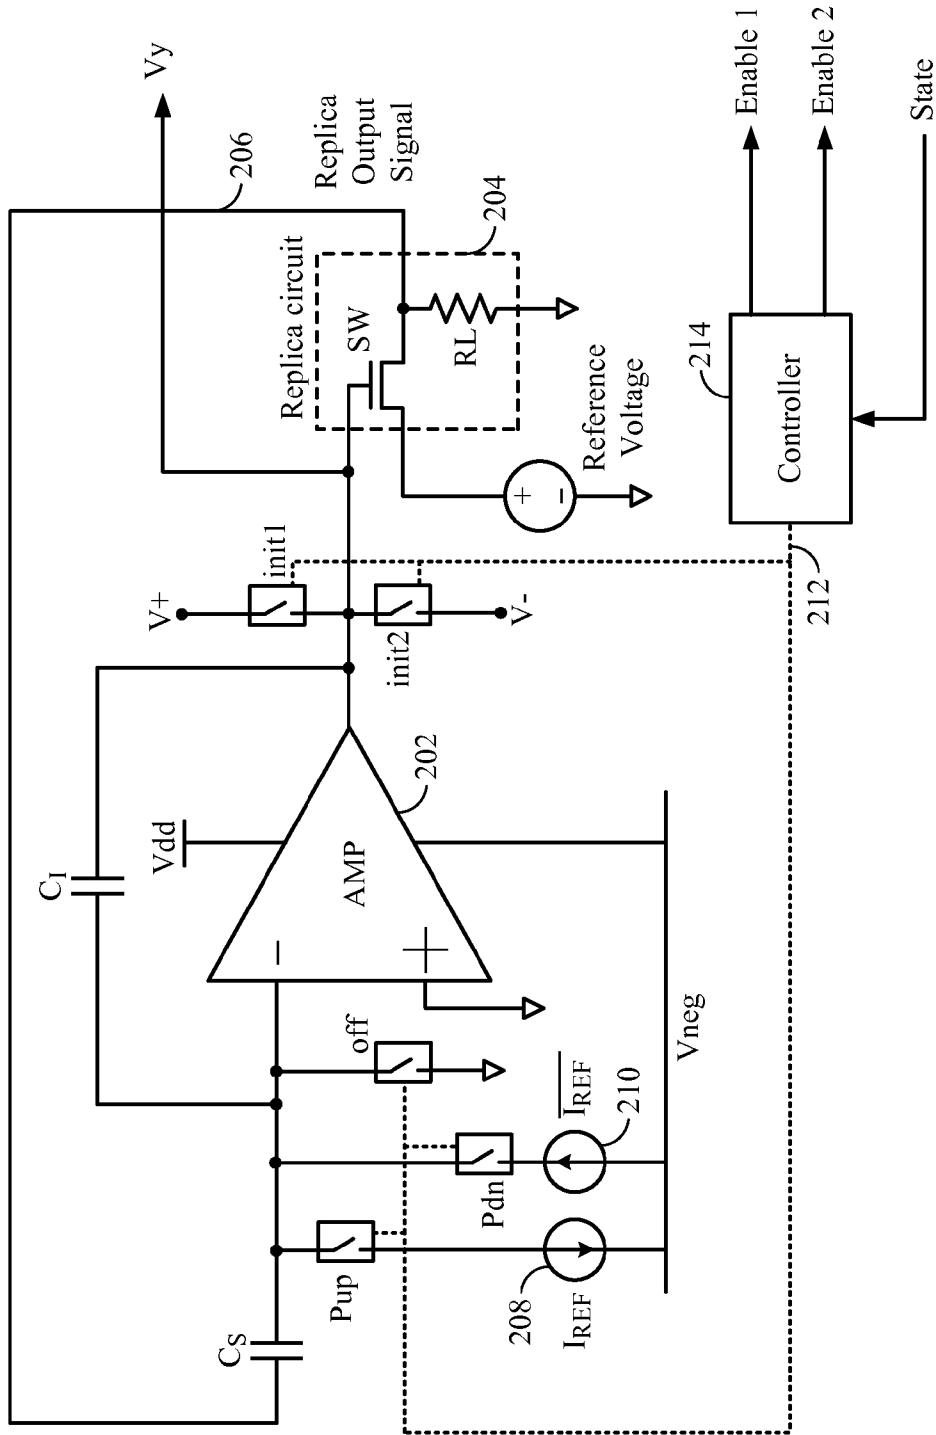 Vy
206
Replica
Output
Signal
Replica circuit
204
SW
RL
Reference
Voltage
+
-
Enable 1
Enable 2
State
214
Controller
212
V+
init1
init2
V-
C_I
Vdd
202
AMP
−
+
off
Vneg
I_REF
210
Pdn
Pup
208
I_REF
C_S